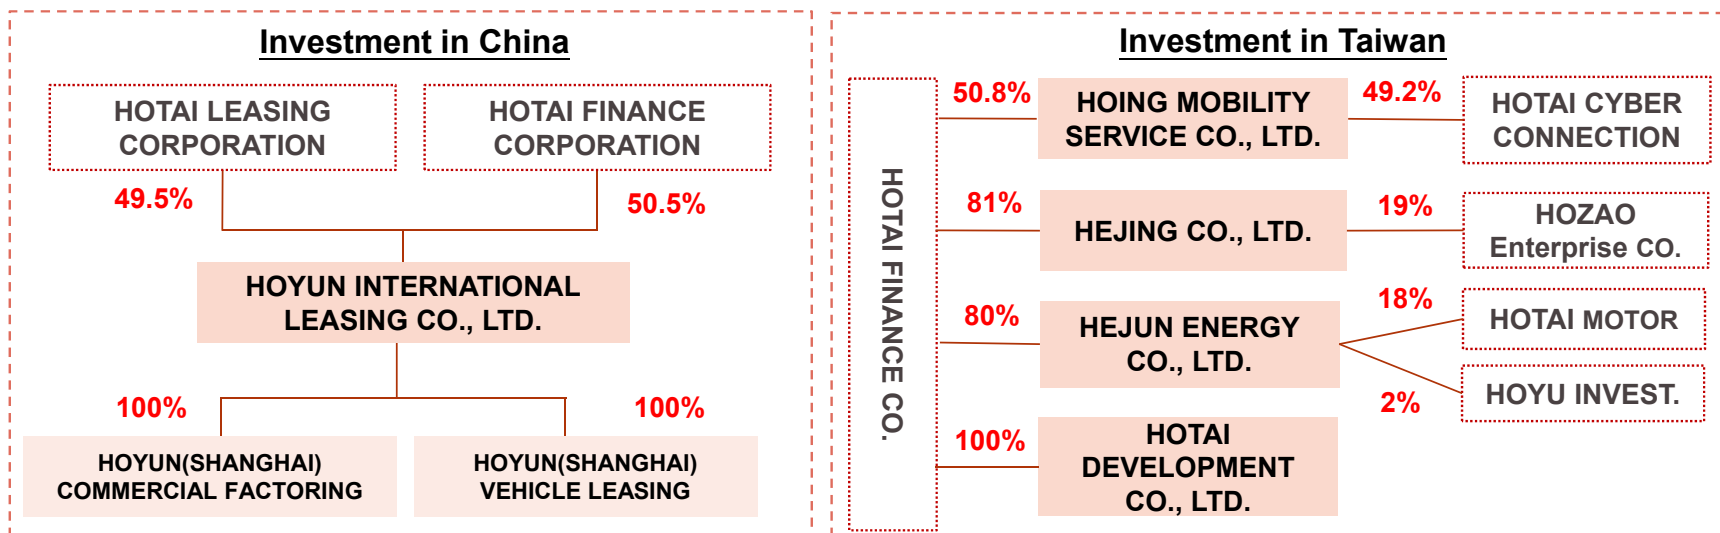 Investment in China
HOTAI LEASING
CORPORATION
HOTAI FINANCE
CORPORATION
49.5%
50.5%
HOYUN INTERNATIONAL
LEASING CO., LTD.
100%
100%
HOYUN(SHANGHAI)
COMMERCIAL FACTORING
HOYUN(SHANGHAI)
VEHICLE LEASING
Investment in Taiwan
HOTAI FINANCE CO.
50.8%
HOING MOBILITY
SERVICE CO., LTD.
49.2%
HOTAI CYBER
CONNECTION
81%
HEJING CO., LTD.
19%
HOZAO
Enterprise CO.
80%
HEJUN ENERGY
CO., LTD.
18%
HOTAI MOTOR
2%
HOYU INVEST.
100%
HOTAI
DEVELOPMENT
CO., LTD.